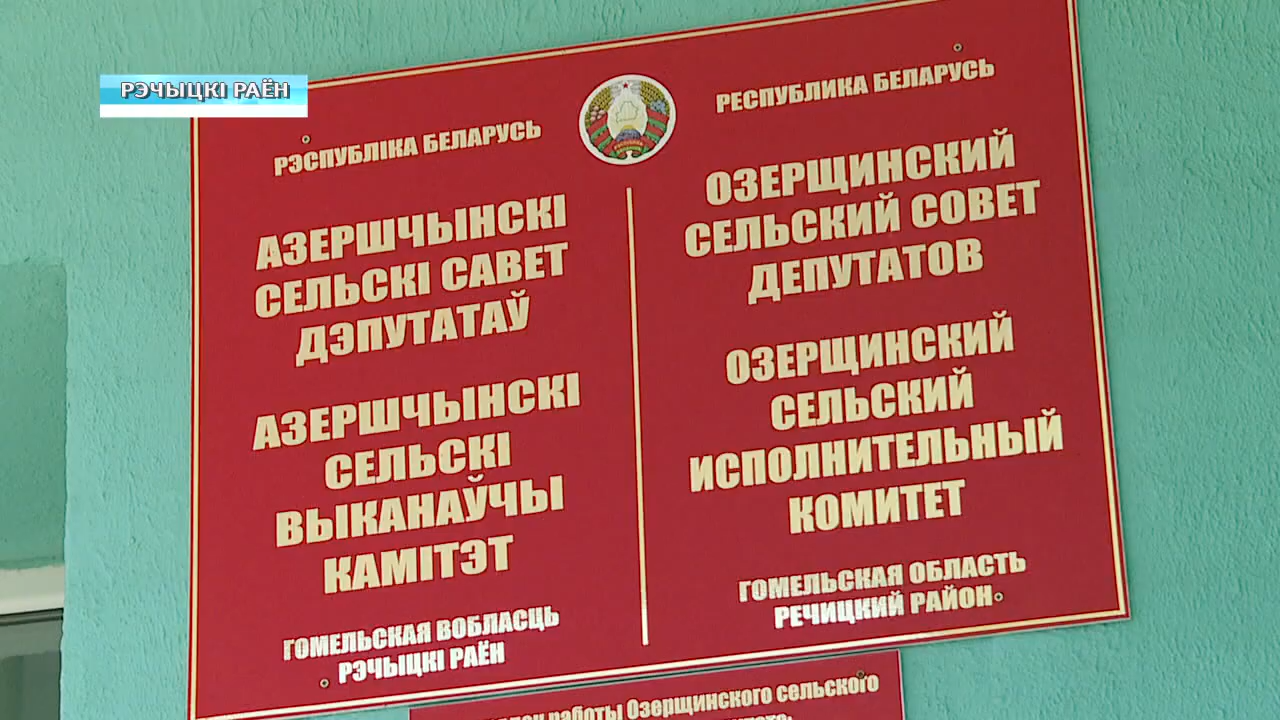 РЭЧЫЦКІ РАЁН
РЭСПУБЛІКА БЕЛАРУСЬ
АЗЕРШЧЫНСКІ
СЕЛЬСКІ САВЕТ
ДЭПУТАТАЎ
АЗЕРШЧЫНСКІ
СЕЛЬСКІ
ВЫКАНАЎЧЫ
КАМІТЭТ
ГОМЕЛЬСКАЯ ВОБЛАСЦЬ
РЭЧЫЦКІ РАЁН
РЕСПУБЛИКА БЕЛАРУСЬ
ОЗЕРЩИНСКИЙ
СЕЛЬСКИЙ СОВЕТ
ДЕПУТАТОВ
ОЗЕРЩИНСКИЙ
СЕЛЬСКИЙ
ИСПОЛНИТЕЛЬНЫЙ
КОМИТЕТ
ГОМЕЛЬСКАЯ ОБЛАСТЬ
РЕЧИЦКИЙ РАЙОН
работы Озерщинского сельского